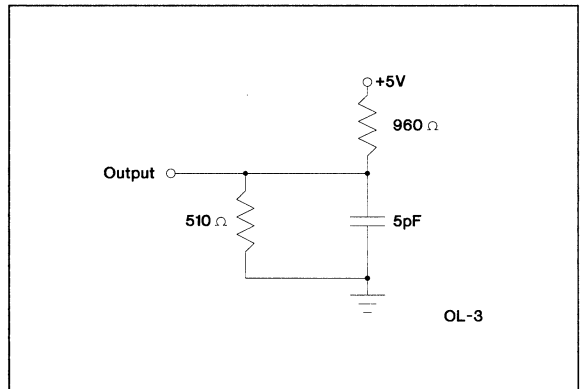 +5V
960 Ω
Output
510 Ω
5pF
OL-3